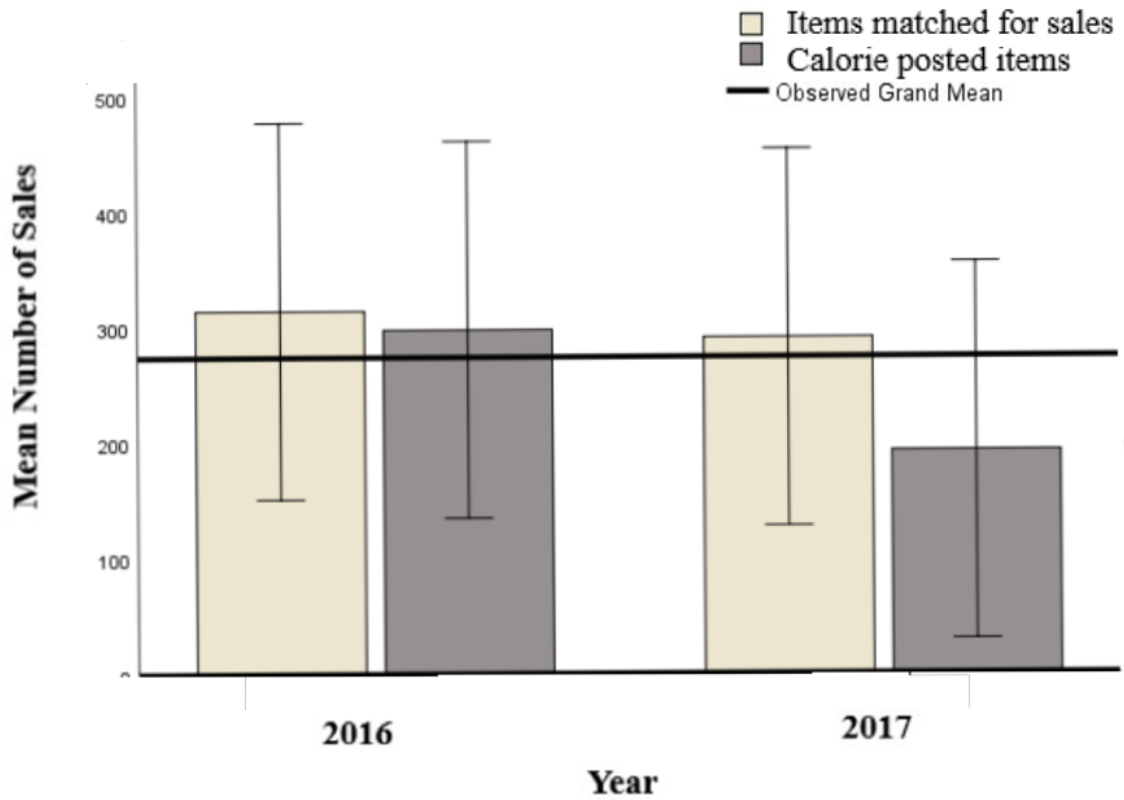 Items matched for sales
Calorie posted items
Observed Grand Mean
Mean Number of Sales
500
400
300
200
100
2016
2017
Year